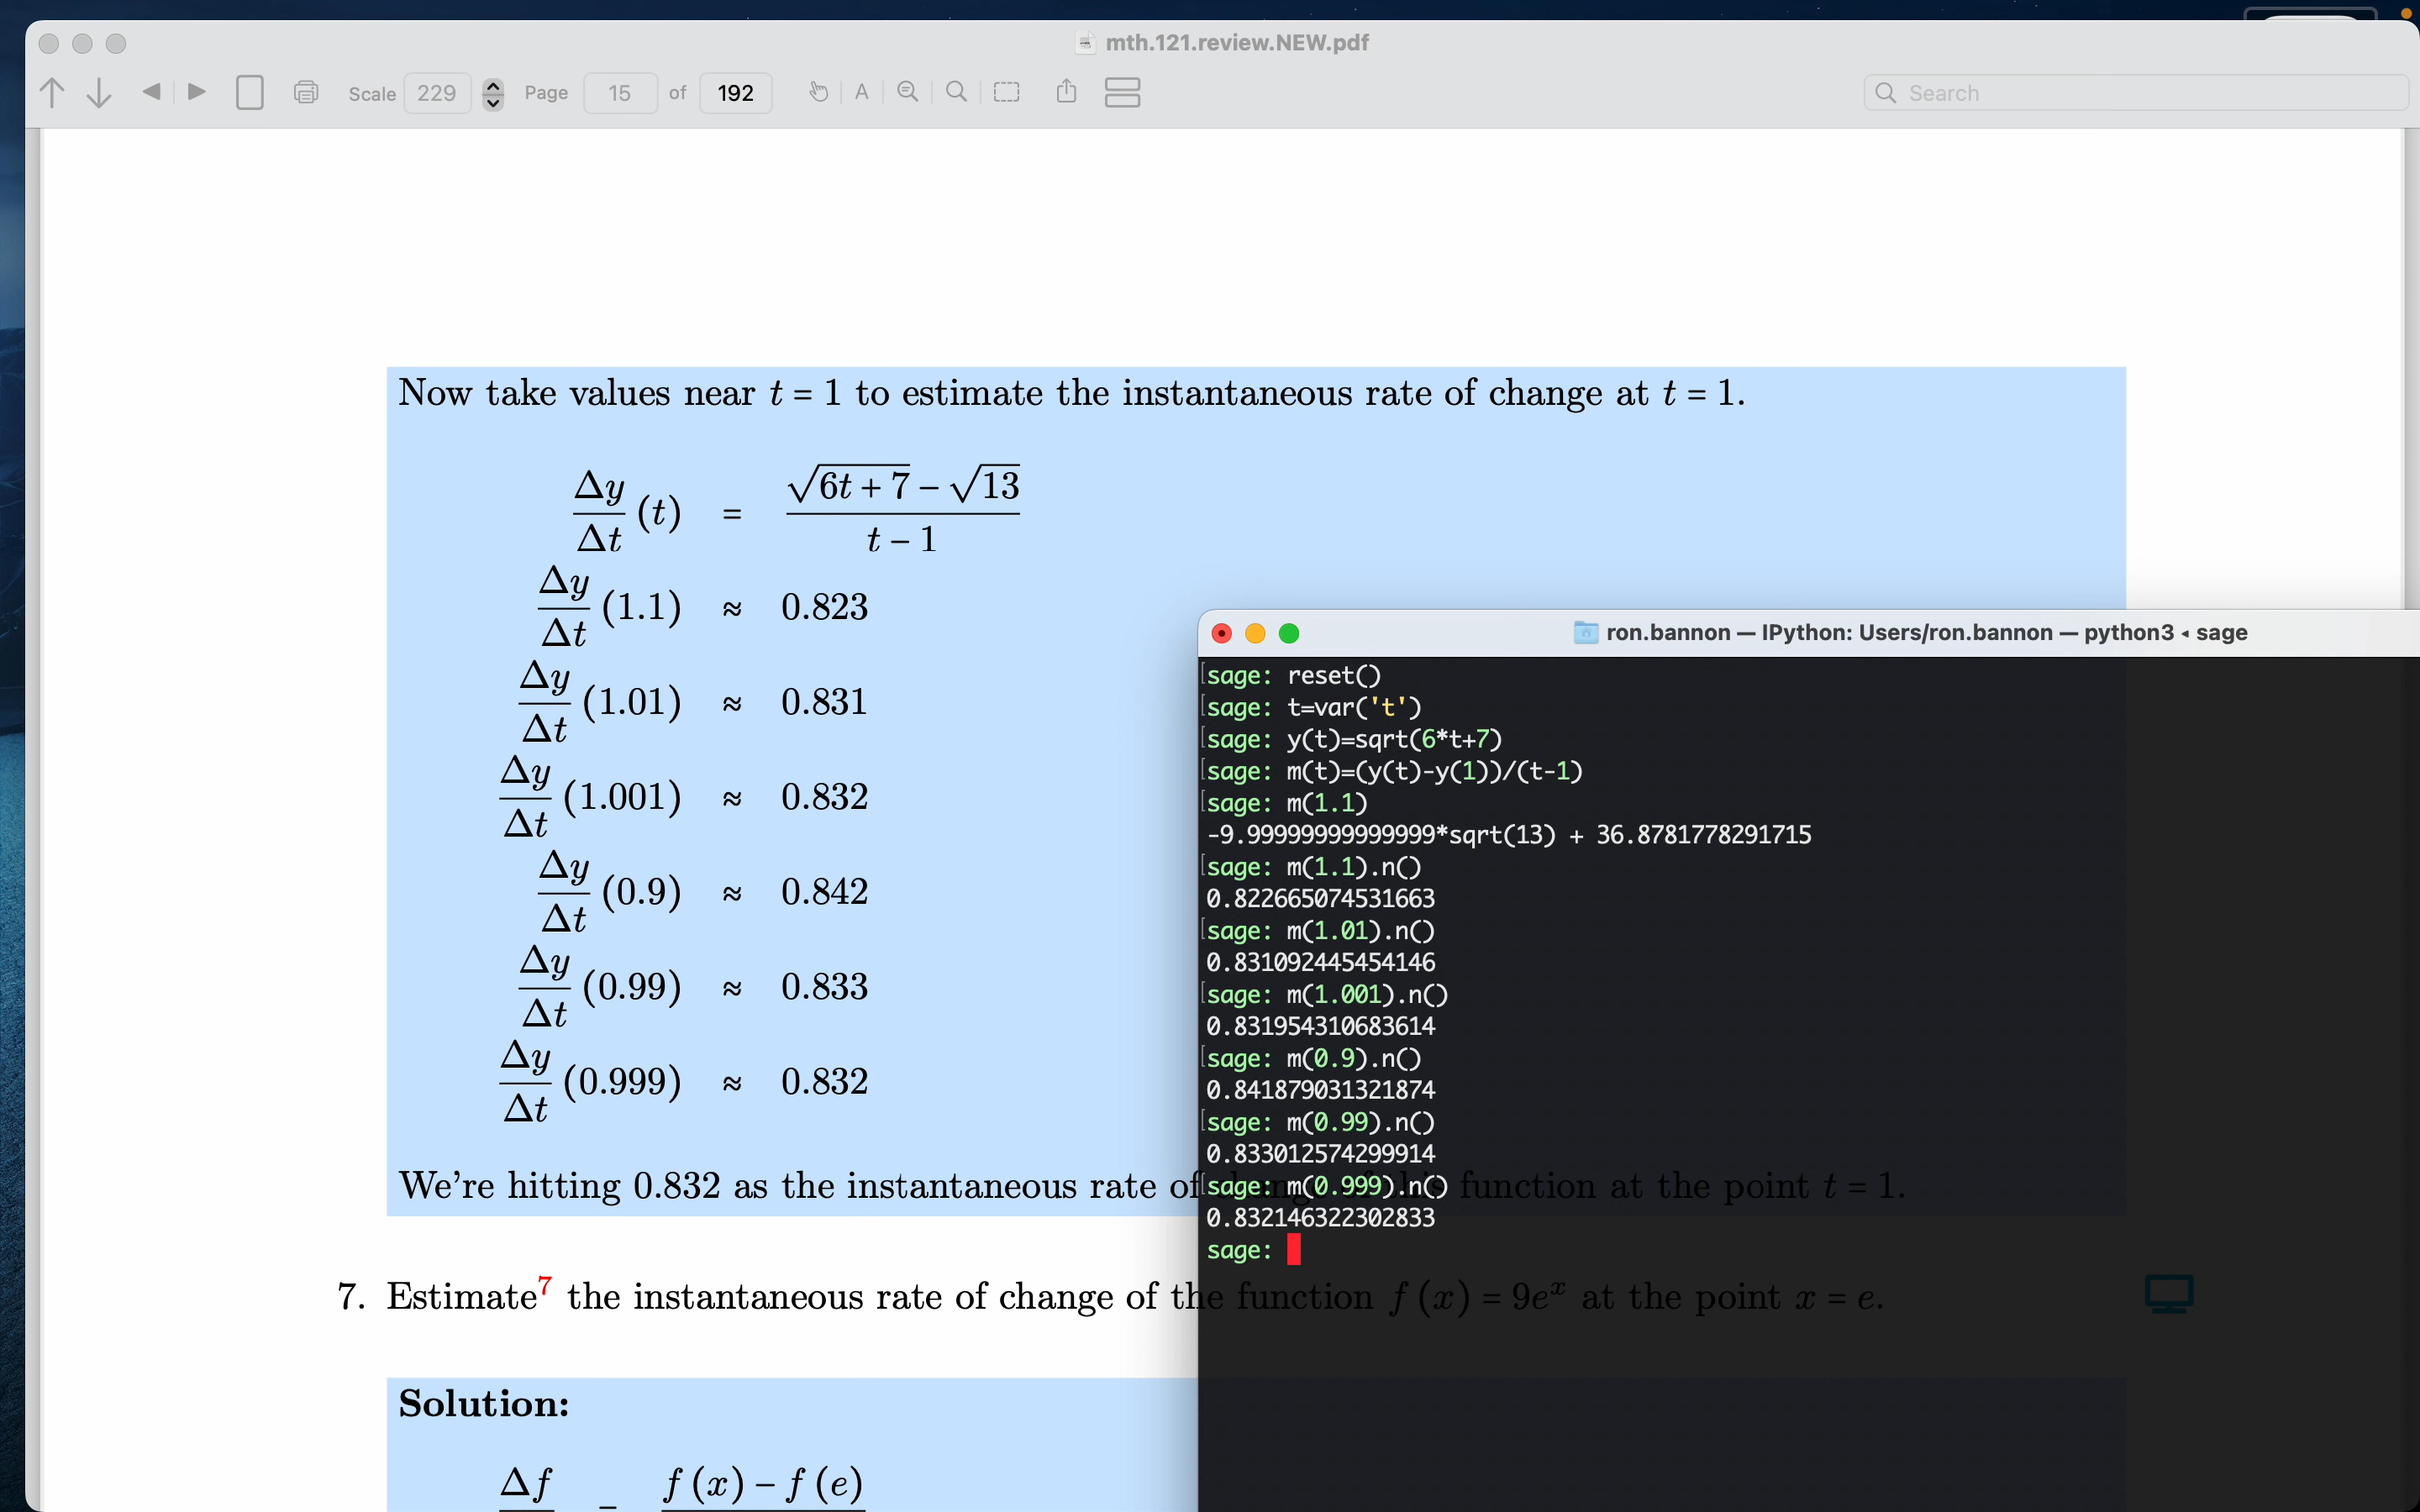 mth.121.review.NEW.pdf
Scale 229 Page 15 of 192 A Search
Now take values near t = 1 to estimate the instantaneous rate of change at t = 1.
Δy/Δt (t) = (√(6t + 7) − √13)/(t − 1)
Δy/Δt (1.1) ≈ 0.823
Δy/Δt (1.01) ≈ 0.831
Δy/Δt (1.001) ≈ 0.832
Δy/Δt (0.9) ≈ 0.842
Δy/Δt (0.99) ≈ 0.833
Δy/Δt (0.999) ≈ 0.832
We're hitting 0.832 as the instantaneous rate of change of this function at the point t = 1.
7. Estimate⁷ the instantaneous rate of change of the function f (x) = 9eˣ at the point x = e.
Solution:
Δf = f (x) − f (e)
ron.bannon — IPython: Users/ron.bannon — python3 ◂ sage
[sage: reset()
[sage: t=var('t')
[sage: y(t)=sqrt(6*t+7)
[sage: m(t)=(y(t)-y(1))/(t-1)
[sage: m(1.1)
-9.99999999999999*sqrt(13) + 36.8781778291715
[sage: m(1.1).n()
0.822665074531663
[sage: m(1.01).n()
0.831092445454146
[sage: m(1.001).n()
0.831954310683614
[sage: m(0.9).n()
0.841879031321874
[sage: m(0.99).n()
0.833012574299914
[sage: m(0.999).n()
0.832146322302833
sage: